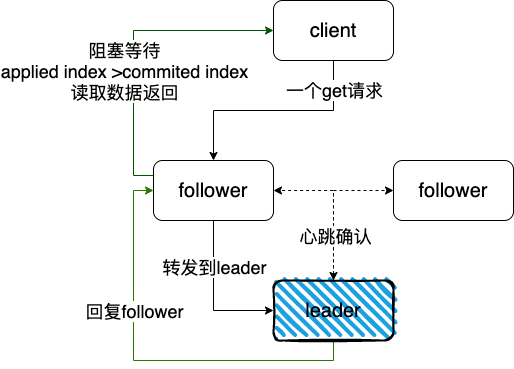 client
阻塞等待
applied index >commited index
读取数据返回
一个get请求
follower
follower
心跳确认
转发到leader
leader
回复follower